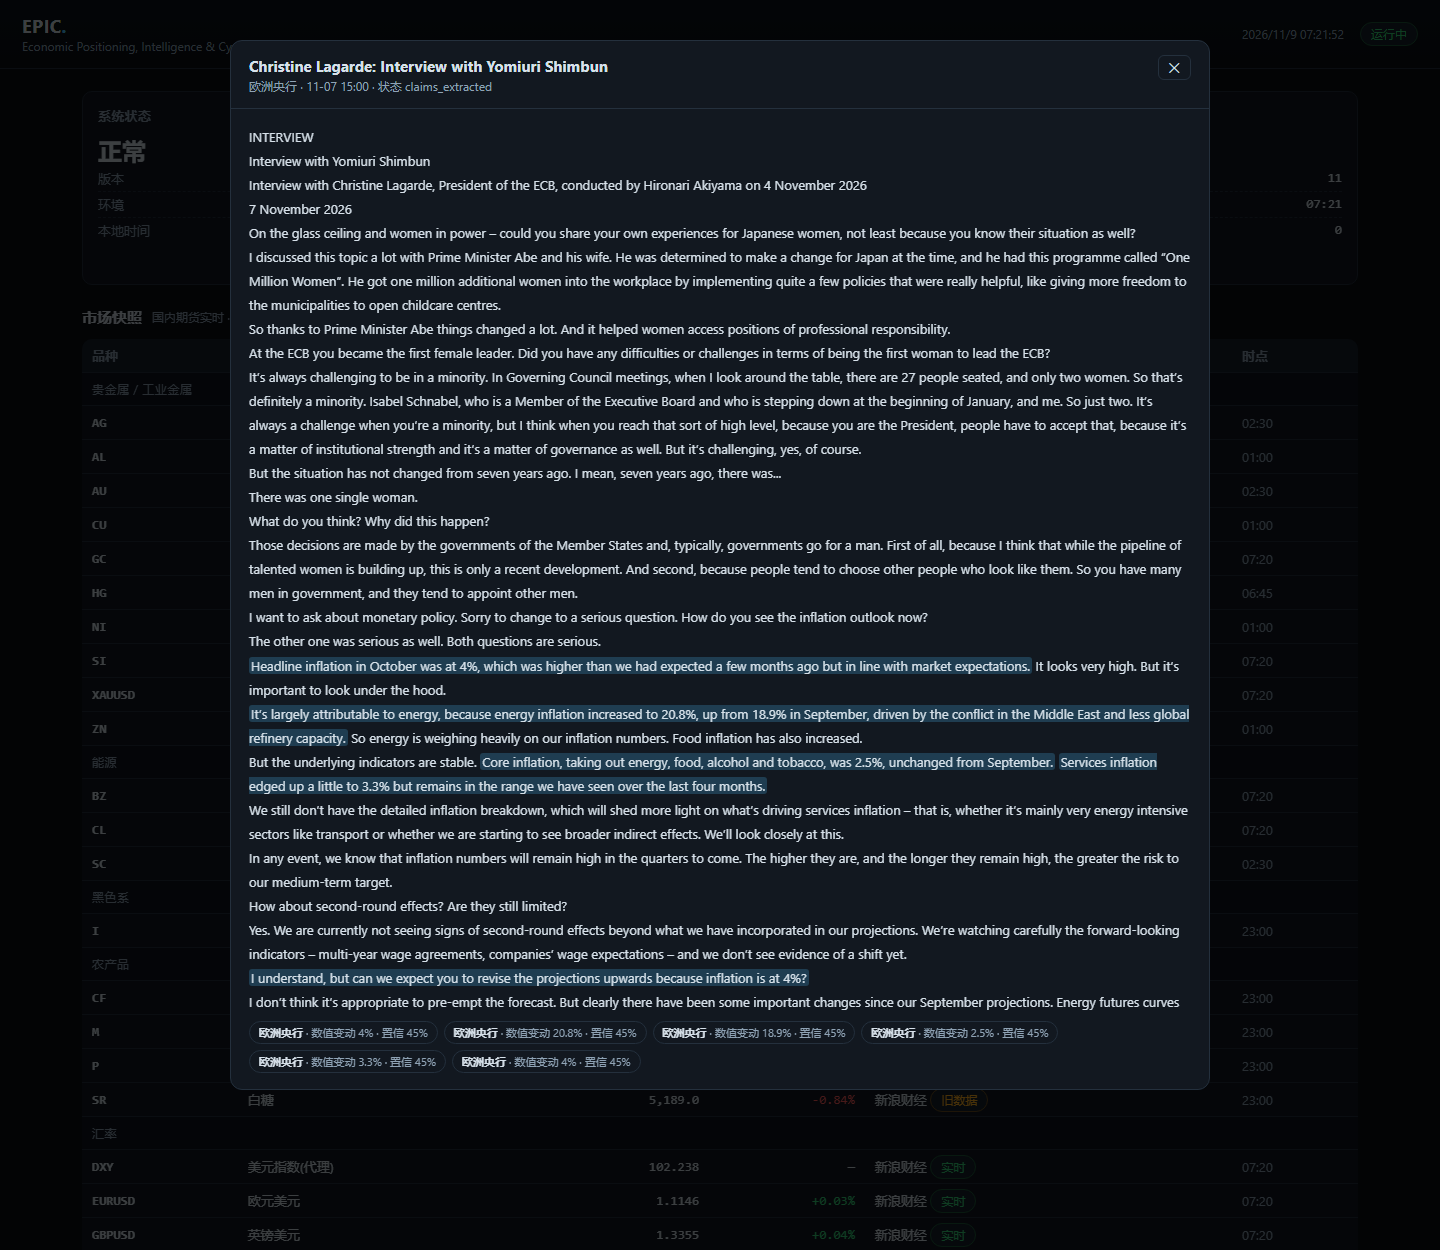 EPIC.
Economic Positioning, Intelligence & Cy
2026/11/9 07:21:52
运行中
Christine Lagarde: Interview with Yomiuri Shimbun
欧洲央行 · 11-07 15:00 · 状态 claims_extracted
INTERVIEW
Interview with Yomiuri Shimbun
Interview with Christine Lagarde, President of the ECB, conducted by Hironari Akiyama on 4 November 2026
7 November 2026
On the glass ceiling and women in power – could you share your own experiences for Japanese women, not least because you know their situation as well?
I discussed this topic a lot with Prime Minister Abe and his wife. He was determined to make a change for Japan at the time, and he had this programme called “One
Million Women”. He got one million additional women into the workplace by implementing quite a few policies that were really helpful, like giving more freedom to
the municipalities to open childcare centres.
So thanks to Prime Minister Abe things changed a lot. And it helped women access positions of professional responsibility.
At the ECB you became the first female leader. Did you have any difficulties or challenges in terms of being the first woman to lead the ECB?
It’s always challenging to be in a minority. In Governing Council meetings, when I look around the table, there are 27 people seated, and only two women. So that’s
definitely a minority. Isabel Schnabel, who is a Member of the Executive Board and who is stepping down at the beginning of January, and me. So just two. It’s
always a challenge when you’re a minority, but I think when you reach that sort of high level, because you are the President, people have to accept that, because it’s
a matter of institutional strength and it’s a matter of governance as well. But it’s challenging, yes, of course.
But the situation has not changed from seven years ago. I mean, seven years ago, there was...
There was one single woman.
What do you think? Why did this happen?
Those decisions are made by the governments of the Member States and, typically, governments go for a man. First of all, because I think that while the pipeline of
talented women is building up, this is only a recent development. And second, because people tend to choose other people who look like them. So you have many
men in government, and they tend to appoint other men.
I want to ask about monetary policy. Sorry to change to a serious question. How do you see the inflation outlook now?
The other one was serious as well. Both questions are serious.
Headline inflation in October was at 4%, which was higher than we had expected a few months ago but in line with market expectations. It looks very high. But it’s
important to look under the hood.
It’s largely attributable to energy, because energy inflation increased to 20.8%, up from 18.9% in September, driven by the conflict in the Middle East and less global
refinery capacity. So energy is weighing heavily on our inflation numbers. Food inflation has also increased.
But the underlying indicators are stable. Core inflation, taking out energy, food, alcohol and tobacco, was 2.5%, unchanged from September. Services inflation
edged up a little to 3.3% but remains in the range we have seen over the last four months.
We still don’t have the detailed inflation breakdown, which will shed more light on what’s driving services inflation – that is, whether it’s mainly very energy intensive
sectors like transport or whether we are starting to see broader indirect effects. We’ll look closely at this.
In any event, we know that inflation numbers will remain high in the quarters to come. The higher they are, and the longer they remain high, the greater the risk to
our medium-term target.
How about second-round effects? Are they still limited?
Yes. We are currently not seeing signs of second-round effects beyond what we have incorporated in our projections. We’re watching carefully the forward-looking
indicators – multi-year wage agreements, companies’ wage expectations – and we don’t see evidence of a shift yet.
I understand, but can we expect you to revise the projections upwards because inflation is at 4%?
I don’t think it’s appropriate to pre-empt the forecast. But clearly there have been some important changes since our September projections. Energy futures curves
欧洲央行 · 数值变动 4% · 置信 45%
欧洲央行 · 数值变动 20.8% · 置信 45%
欧洲央行 · 数值变动 18.9% · 置信 45%
欧洲央行 · 数值变动 2.5% · 置信 45%
欧洲央行 · 数值变动 3.3% · 置信 45%
欧洲央行 · 数值变动 4% · 置信 45%
系统状态
正常
版本 11
环境 07:21
本地时间 0
市场快照 国内期货实时 ·
品种 时点
贵金属 / 工业金属
AG 02:30
AL 01:00
AU 02:30
CU 01:00
GC 07:20
HG 06:45
NI 01:00
SI 07:20
XAUUSD 07:20
ZN 01:00
能源
BZ 07:20
CL 07:20
SC 02:30
黑色系
I 23:00
农产品
CF 23:00
M 23:00
P 23:00
SR 白糖 5,189.0 -0.84% 新浪财经 旧数据 23:00
汇率
DXY 美元指数(代理) 102.238 — 新浪财经 实时 07:20
EURUSD 欧元美元 1.1146 +0.03% 新浪财经 实时 07:20
GBPUSD 英镑美元 1.3355 +0.04% 新浪财经 实时 07:20